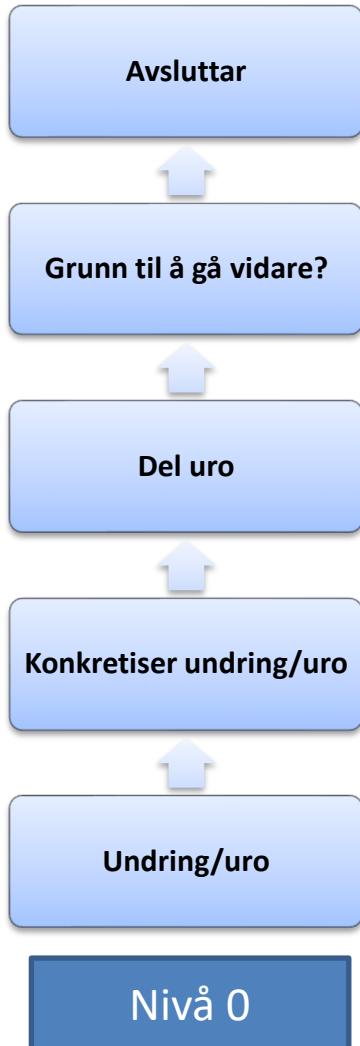 Avsluttar
Grunn til å gå vidare?
Del uro
Konkretiser undring/uro
Undring/uro
Nivå 0